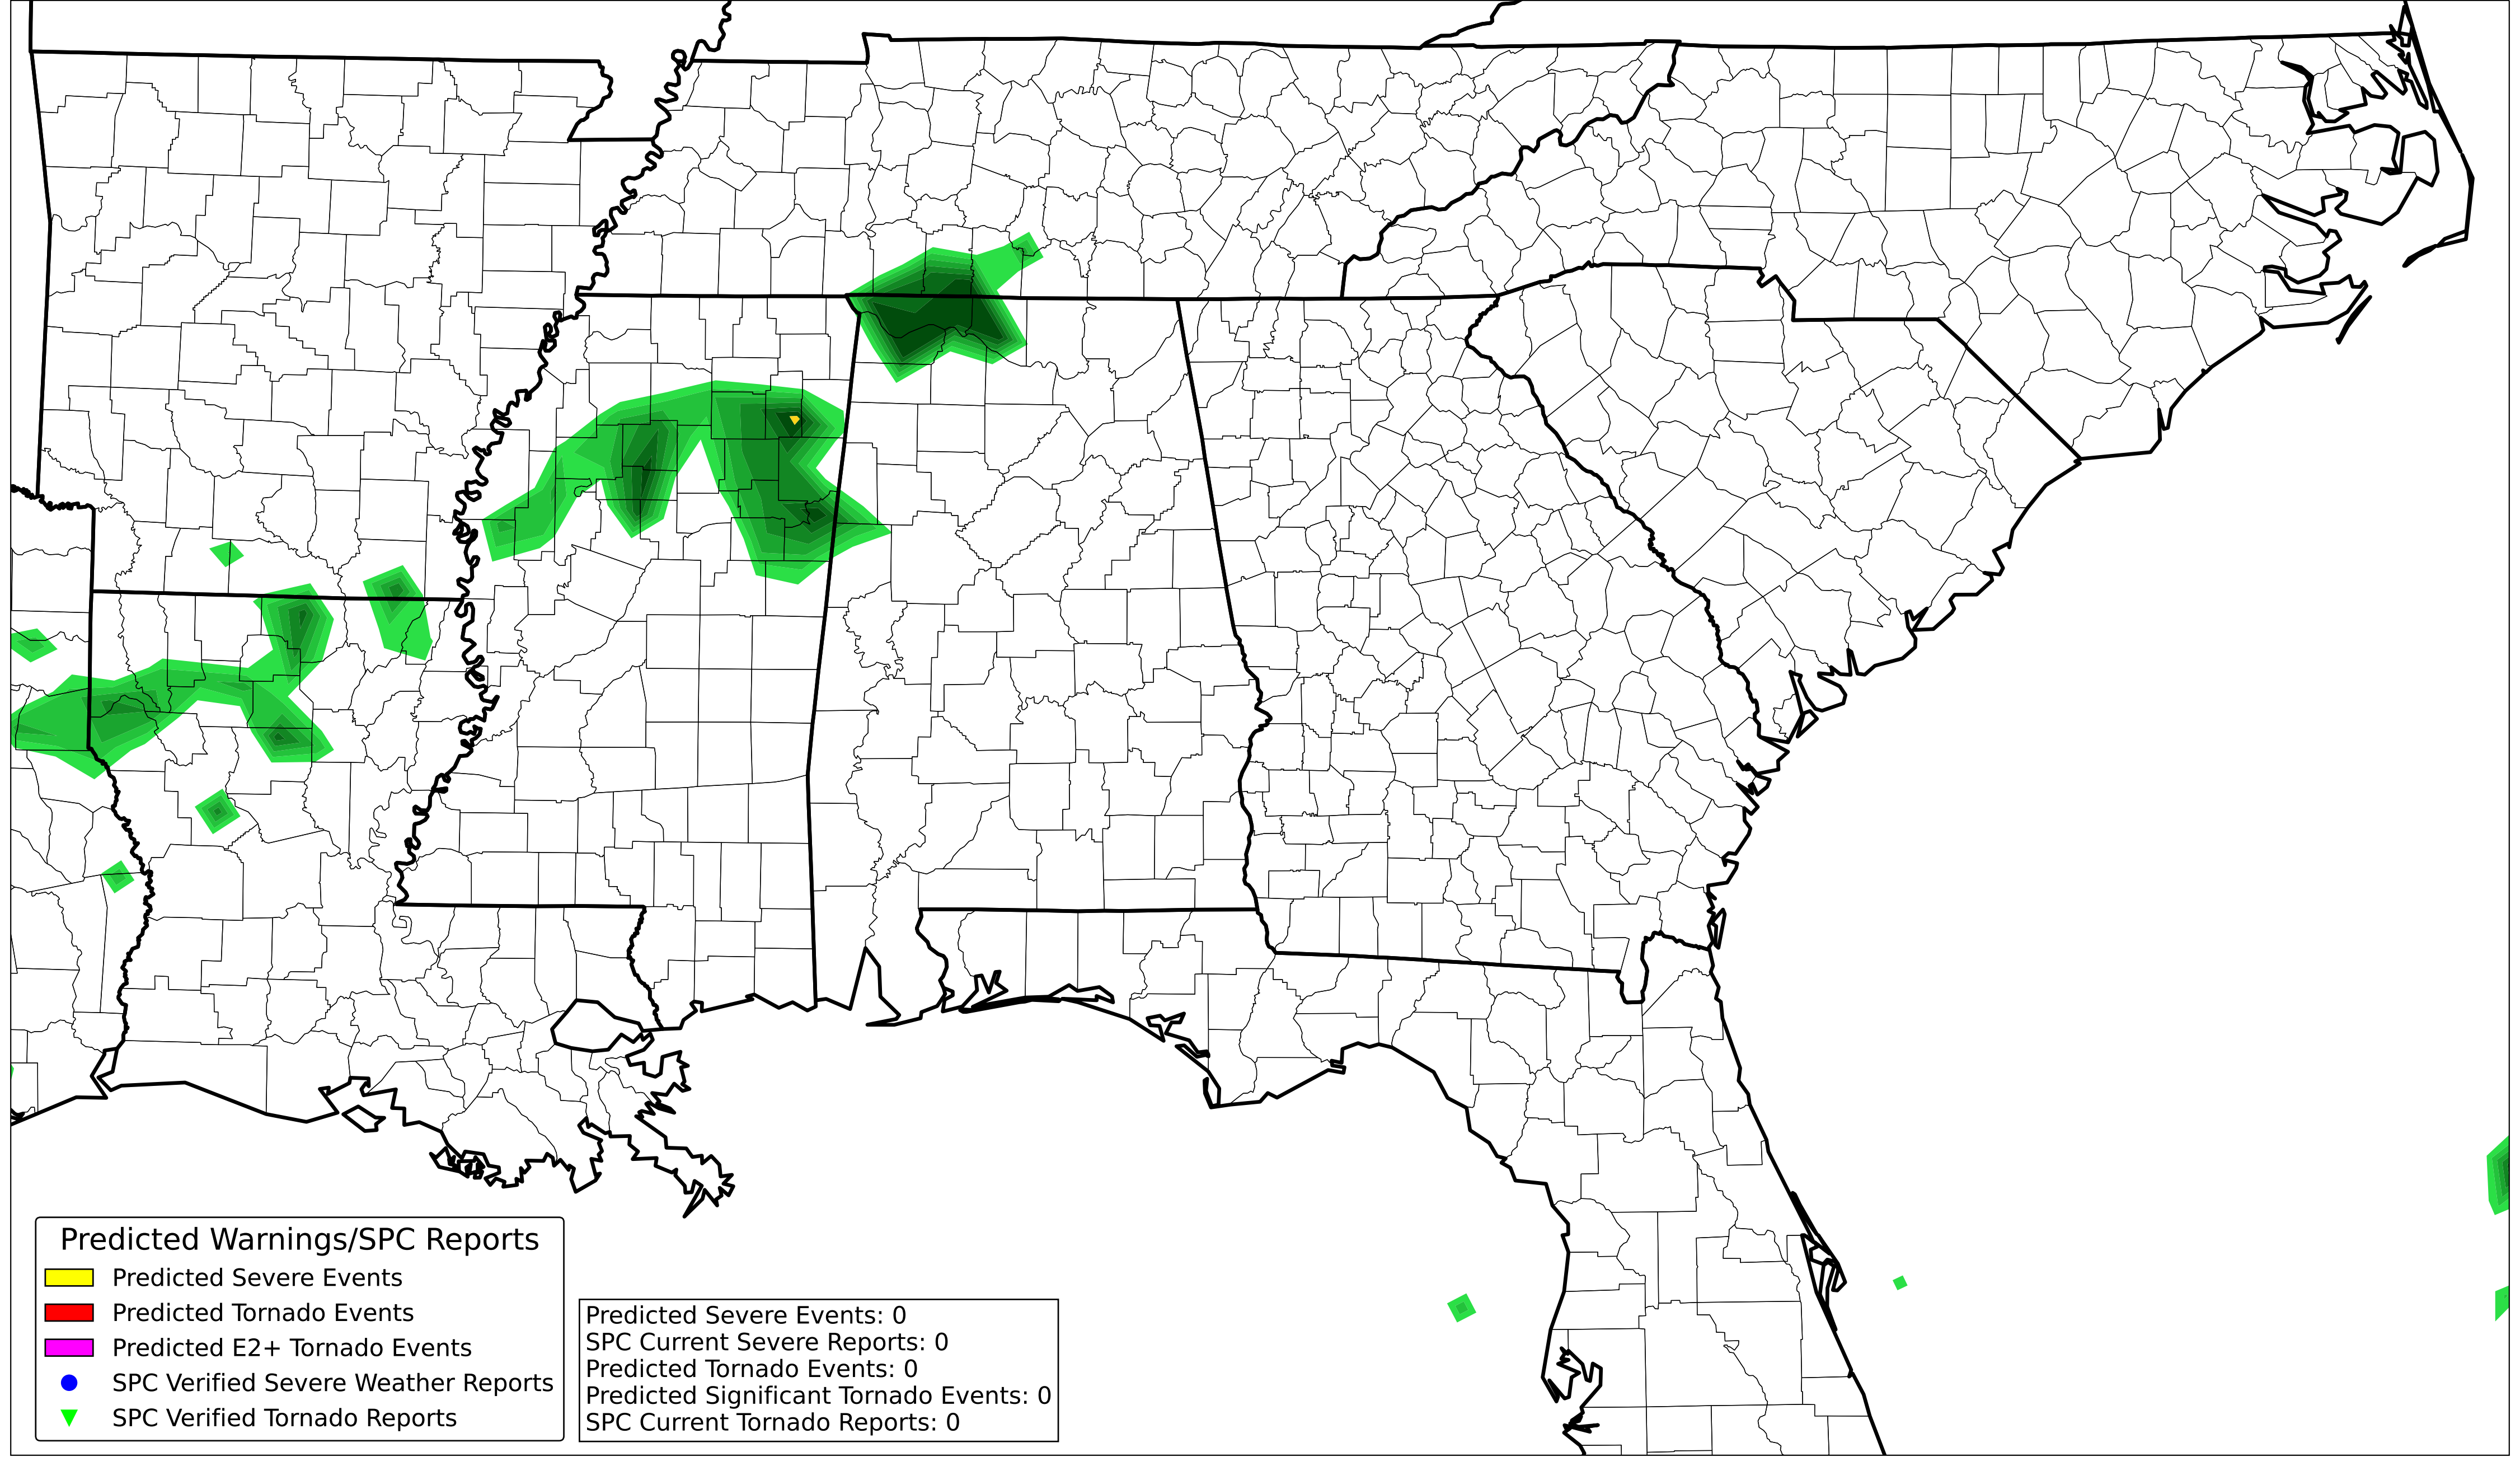 Predicted Warnings/SPC Reports
Predicted Severe Events
Predicted Tornado Events
Predicted E2+ Tornado Events
SPC Verified Severe Weather Reports
SPC Verified Tornado Reports
Predicted Severe Events: 0
SPC Current Severe Reports: 0
Predicted Tornado Events: 0
Predicted Significant Tornado Events: 0
SPC Current Tornado Reports: 0